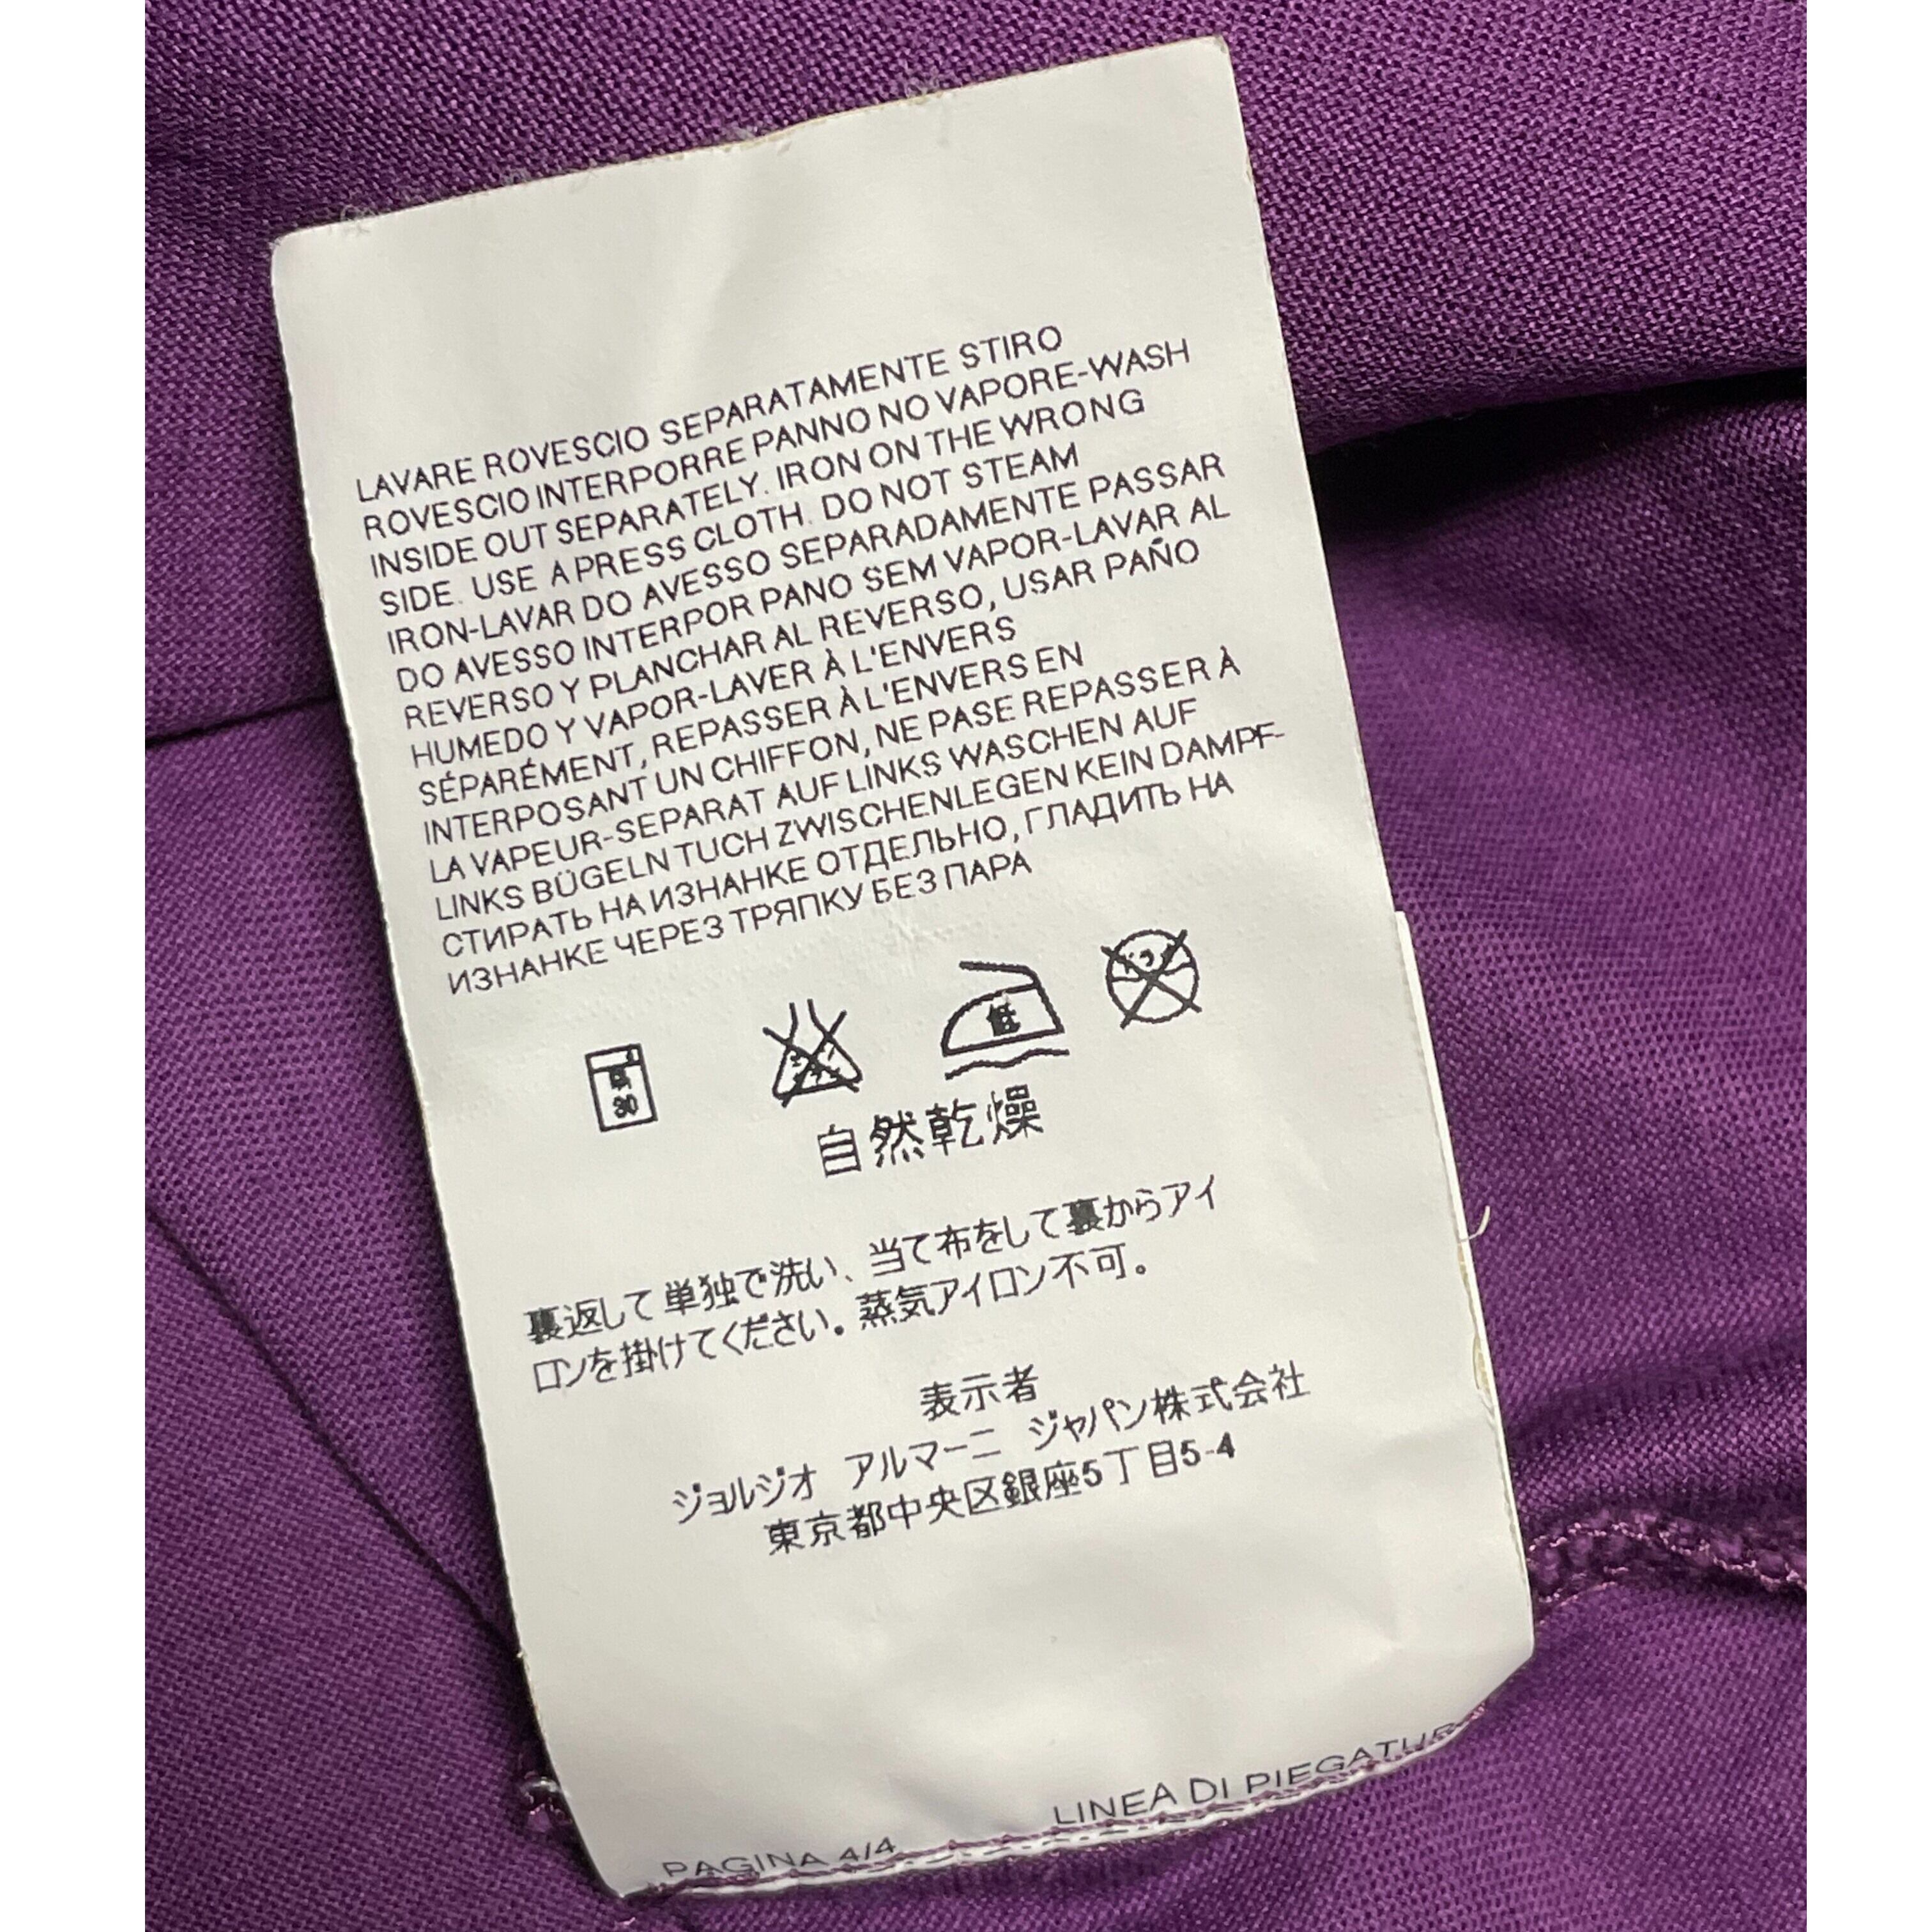 LAVARE ROVESCIO SEPARATAMENTE STIRO
ROVESCIO INTERPORRE PANNO NO VAPORE-WASH
INSIDE OUT SEPARATELY. IRON ON THE WRONG
SIDE. USE A PRESS CLOTH. DO NOT STEAM
IRON-LAVAR DO AVESSO SEPARADAMENTE PASSAR
DO AVESSO INTERPOR PANO SEM VAPOR-LAVAR AL
REVERSO Y PLANCHAR AL REVERSO, USAR PAÑO
HUMEDO Y VAPOR-LAVER À L'ENVERS
SÉPARÉMENT, REPASSER À L'ENVERS EN
INTERPOSANT UN CHIFFON, NE PASE REPASSER À
LA VAPEUR-SEPARAT AUF LINKS WASCHEN AUF
LINKS BÜGELN TUCH ZWISCHENLEGEN KEIN DAMPF-
СТИРАТЬ НА ИЗНАНКЕ ОТДЕЛЬНО, ГЛАДИТЬ НА
ИЗНАНКЕ ЧЕРЕЗ ТРЯПКУ БЕЗ ПАРА
30 低
自然乾燥
裏返して単独で洗い、当て布をして裏からアイ
ロンを掛けてください。蒸気アイロン不可。
表示者
ジョルジオ アルマーニ ジャパン株式会社
東京都中央区銀座5丁目5-4
LINEA DI PIEGATUR
PAGINA 4/4